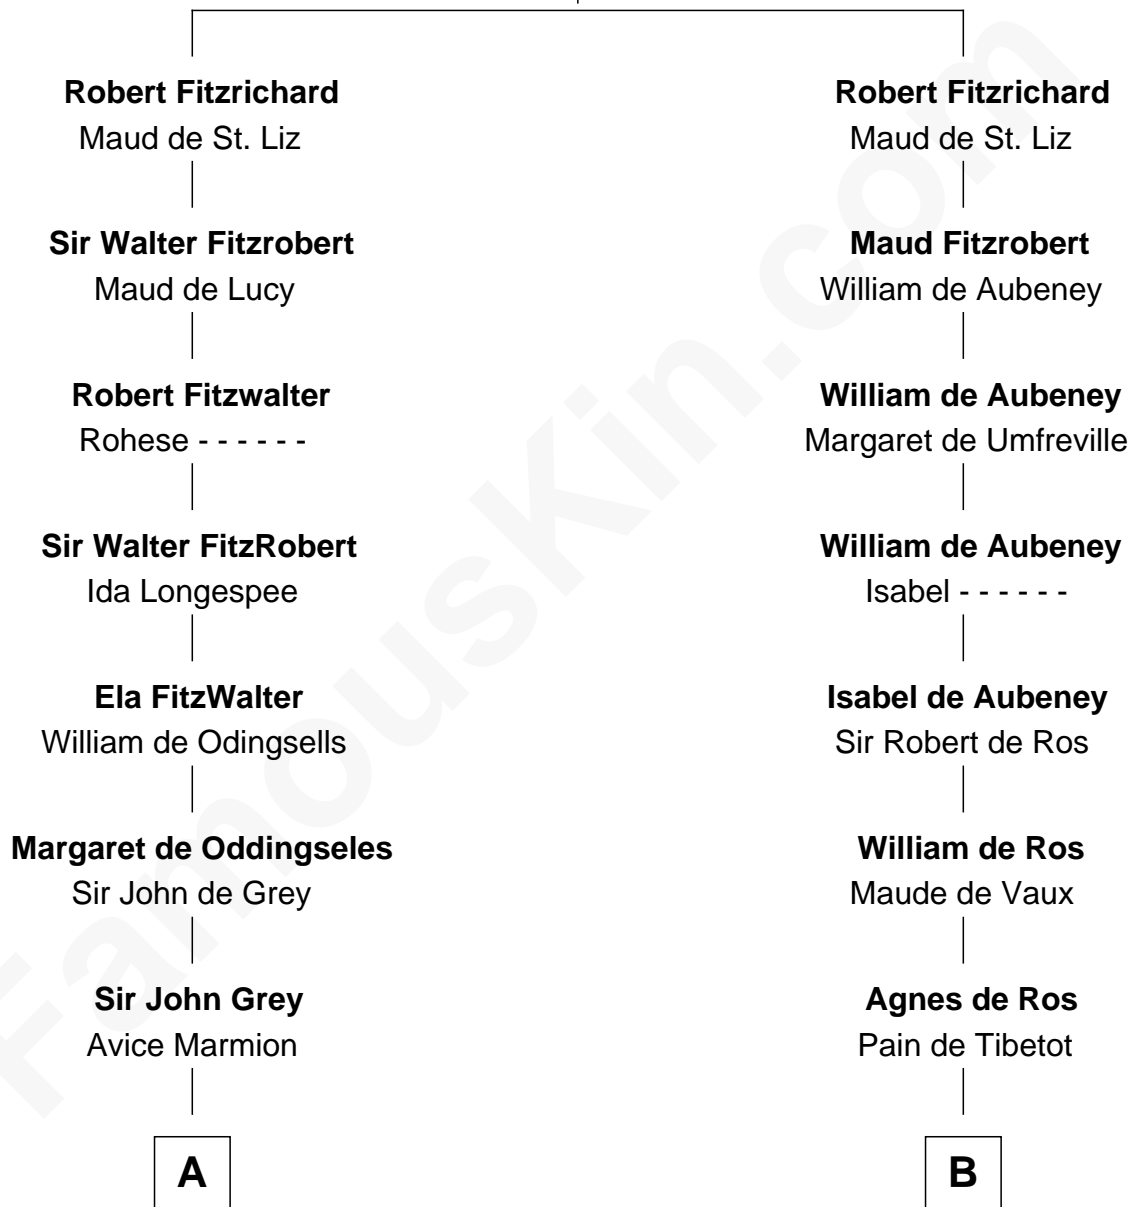 Robert Fitzrichard
Maud de St. Liz
Sir Walter Fitzrobert
Maud de Lucy
Robert Fitzwalter
Rohese - - - - - -
Sir Walter FitzRobert
Ida Longespee
Ela FitzWalter
William de Odingsells
Margaret de Oddingseles
Sir John de Grey
Sir John Grey
Avice Marmion
A
Robert Fitzrichard
Maud de St. Liz
Maud Fitzrobert
William de Aubeney
William de Aubeney
Margaret de Umfreville
William de Aubeney
Isabel - - - - - -
Isabel de Aubeney
Sir Robert de Ros
William de Ros
Maude de Vaux
Agnes de Ros
Pain de Tibetot
B
FamousKin.com